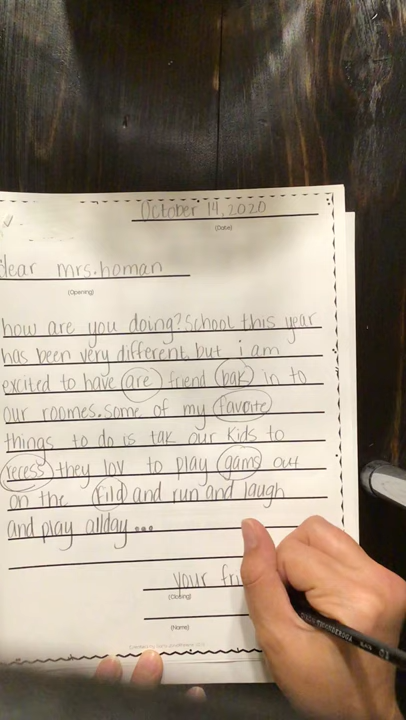 October 14, 2020
(Date)
dear mrs.homan
(Opening)
how are you doing? School this year
has been very different but i am
excited to have are friend bak in to
our roomes. some of my favotite
things to do is tak our kids to
recess they lov to play gams out
on the fild and run and laugh
and play allday...
your fri
(Closing)
(Name)